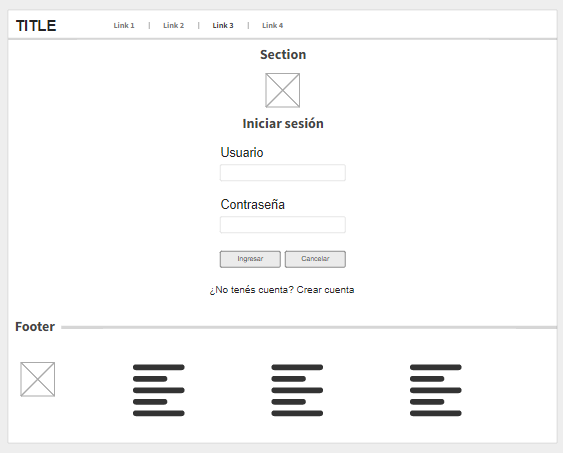 TITLE Link 1 | Link 2 | Link 3 | Link 4
Section
Iniciar sesión
Usuario
Contraseña
Ingresar Cancelar
¿No tenés cuenta? Crear cuenta
Footer